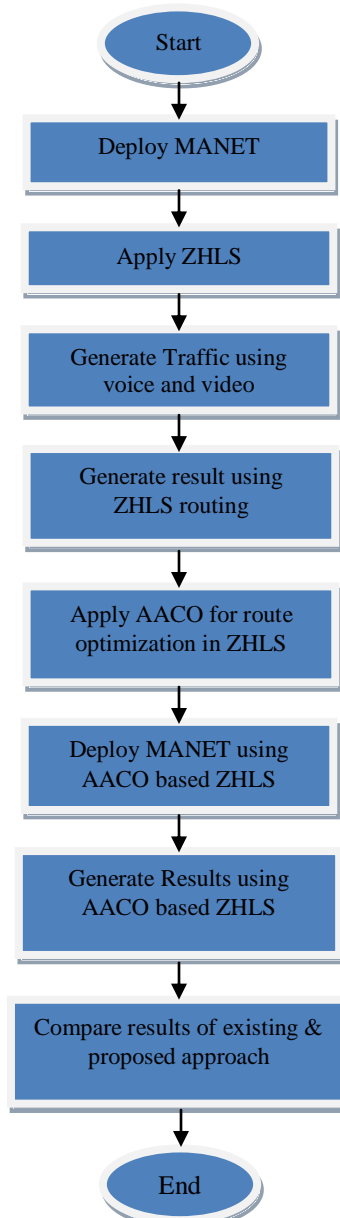 Start
Deploy MANET
Apply ZHLS
Generate Traffic using
voice and video
Generate result using
ZHLS routing
Apply AACO for route
optimization in ZHLS
Deploy MANET using
AACO based ZHLS
Generate Results using
AACO based ZHLS
Compare results of existing &
proposed approach
End